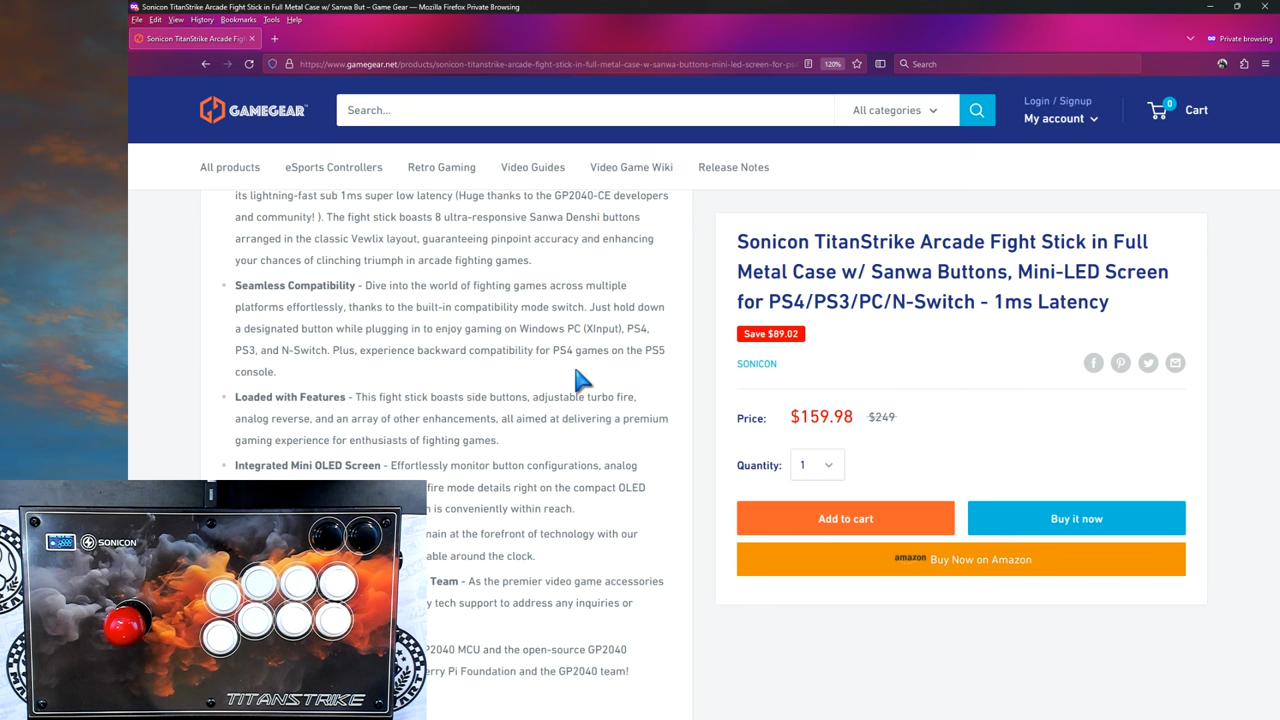 Sonicon TitanStrike Arcade Fight Stick in Full Metal Case w/ Sanwa But – Game Gear — Mozilla Firefox Private Browsing
File Edit View History Bookmarks Tools Help
Sonicon TitanStrike Arcade Figh
Private browsing
https://www.gamegear.net/products/sonicon-titanstrike-arcade-fight-stick-in-full-metal-case-w-sanwa-buttons-mini-led-screen-for-ps4
120%
Search
GAMEGEAR
Search...
All categories
Login / Signup
My account
0
Cart
All products eSports Controllers Retro Gaming Video Guides Video Game Wiki Release Notes
its lightning-fast sub 1ms super low latency (Huge thanks to the GP2040-CE developers
and community! ). The fight stick boasts 8 ultra-responsive Sanwa Denshi buttons
arranged in the classic Vewlix layout, guaranteeing pinpoint accuracy and enhancing
your chances of clinching triumph in arcade fighting games.
Seamless Compatibility - Dive into the world of fighting games across multiple
platforms effortlessly, thanks to the built-in compatibility mode switch. Just hold down
a designated button while plugging in to enjoy gaming on Windows PC (XInput), PS4,
PS3, and N-Switch. Plus, experience backward compatibility for PS4 games on the PS5
console.
Loaded with Features - This fight stick boasts side buttons, adjustable turbo fire,
analog reverse, and an array of other enhancements, all aimed at delivering a premium
gaming experience for enthusiasts of fighting games.
Integrated Mini OLED Screen - Effortlessly monitor button configurations, analog
fire mode details right on the compact OLED
is conveniently within reach.
main at the forefront of technology with our
able around the clock.
Team - As the premier video game accessories
y tech support to address any inquiries or
P2040 MCU and the open-source GP2040
erry Pi Foundation and the GP2040 team!
Sonicon TitanStrike Arcade Fight Stick in Full
Metal Case w/ Sanwa Buttons, Mini-LED Screen
for PS4/PS3/PC/N-Switch - 1ms Latency
Save $89.02
SONICON
Price: $159.98 $249
Quantity: 1
Add to cart
Buy it now
amazon Buy Now on Amazon
SONICON
TITANSTRIKE